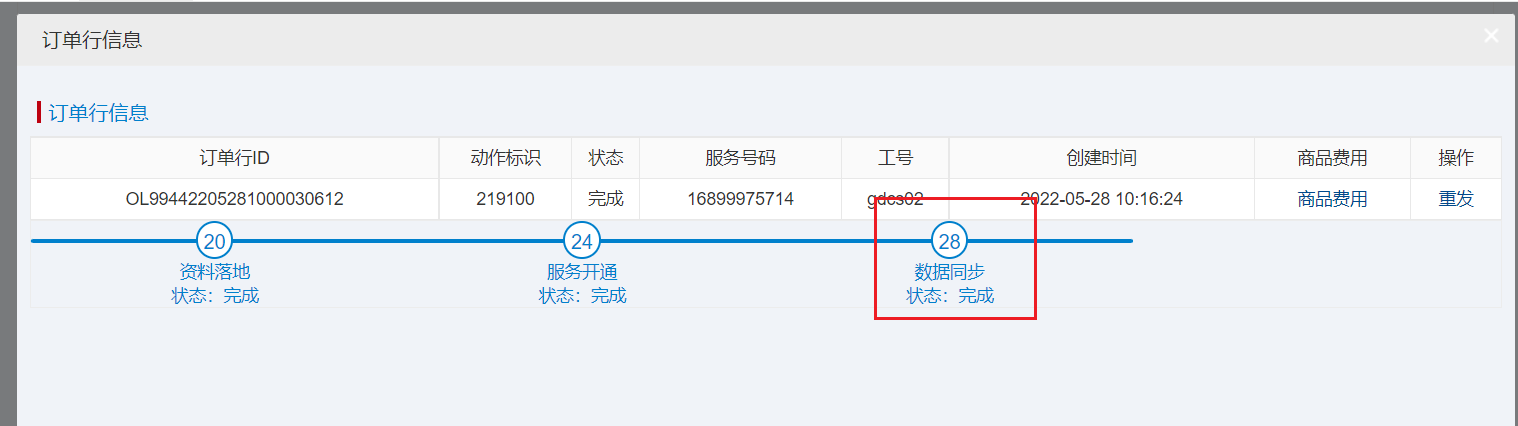 订单行信息
×
订单行信息
订单行ID 动作标识 状态 服务号码 工号 创建时间 商品费用 操作
OL99442205281000030612 219100 完成 16899975714 gdcs02 2022-05-28 10:16:24 商品费用 重发
20 24 28
资料落地 服务开通 数据同步
状态：完成 状态：完成 状态：完成